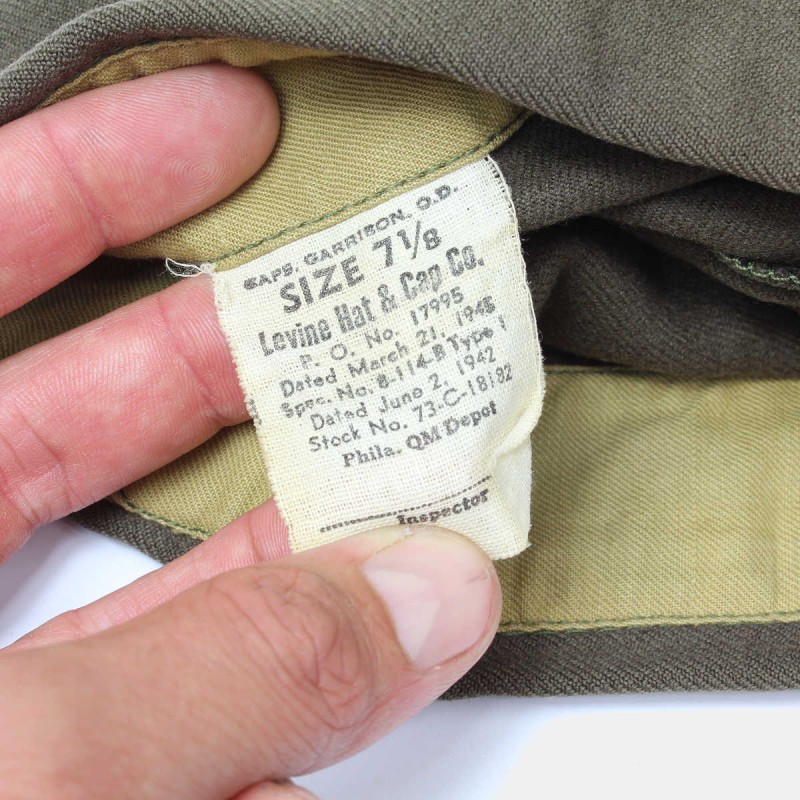 CAPS, GARRISON, O.D.
SIZE 7 1/8
Levine Hat & Cap Co.
P. O. No. 17995
Dated March 21, 1945
Spec. No. 8-114-B Type 1
Dated June 2, 1942
Stock No. 73-C-18182
Phila. QM Depot
Inspector